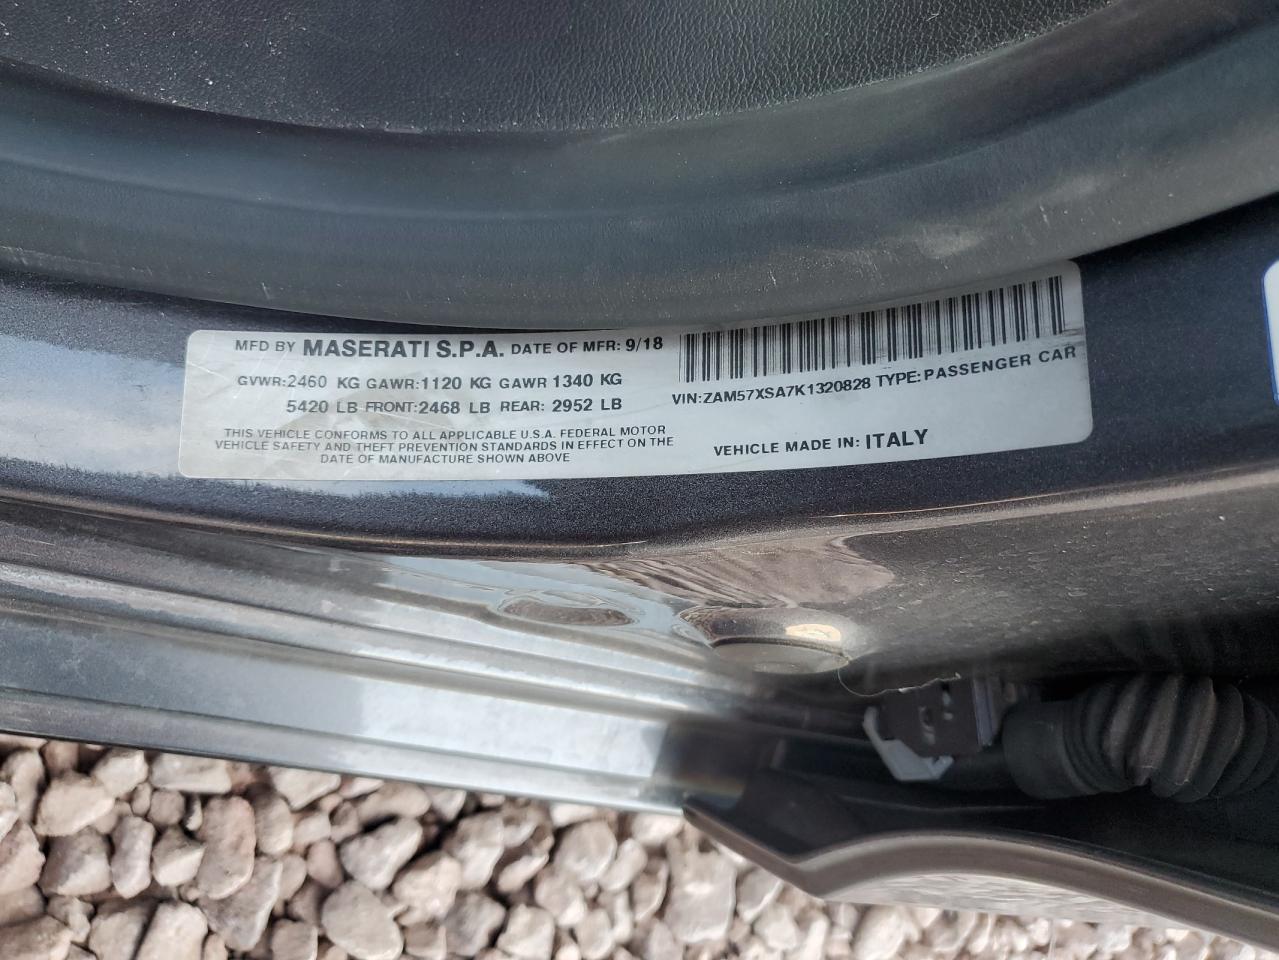 MFD BY MASERATI S.P.A. DATE OF MFR: 9/18
GVWR:2460 KG GAWR:1120 KG GAWR 1340 KG
5420 LB FRONT:2468 LB REAR: 2952 LB
THIS VEHICLE CONFORMS TO ALL APPLICABLE U.S.A. FEDERAL MOTOR
VEHICLE SAFETY AND THEFT PREVENTION STANDARDS IN EFFECT ON THE
DATE OF MANUFACTURE SHOWN ABOVE
VIN:ZAM57XSA7K1320828 TYPE:PASSENGER CAR
VEHICLE MADE IN: ITALY